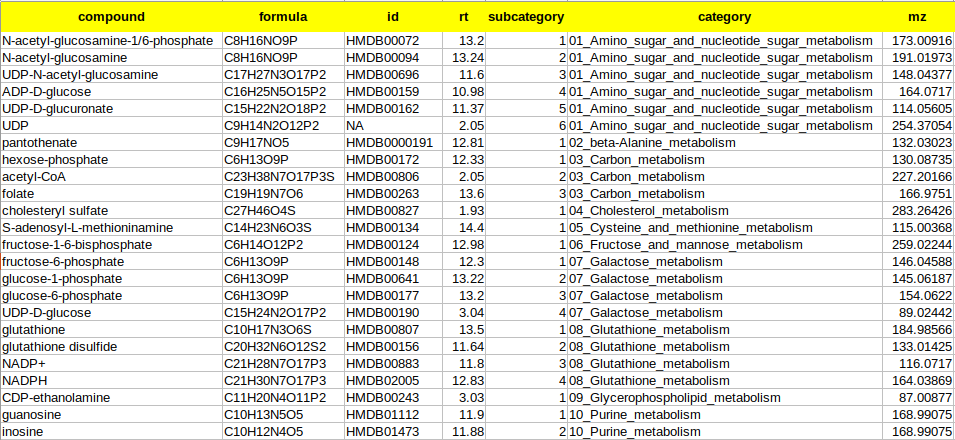 compound formula id rt subcategory category mz
N-acetyl-glucosamine-1/6-phosphate C8H16NO9P HMDB00072 13.2 1 01_Amino_sugar_and_nucleotide_sugar_metabolism 173.00916
N-acetyl-glucosamine C8H16NO9P HMDB00094 13.24 2 01_Amino_sugar_and_nucleotide_sugar_metabolism 191.01973
UDP-N-acetyl-glucosamine C17H27N3O17P2 HMDB00696 11.6 3 01_Amino_sugar_and_nucleotide_sugar_metabolism 148.04377
ADP-D-glucose C16H25N5O15P2 HMDB00159 10.98 4 01_Amino_sugar_and_nucleotide_sugar_metabolism 164.0717
UDP-D-glucuronate C15H22N2O18P2 HMDB00162 11.37 5 01_Amino_sugar_and_nucleotide_sugar_metabolism 114.05605
UDP C9H14N2O12P2 NA 2.05 6 01_Amino_sugar_and_nucleotide_sugar_metabolism 254.37054
pantothenate C9H17NO5 HMDB0000191 12.81 1 02_beta-Alanine_metabolism 132.03023
hexose-phosphate C6H13O9P HMDB00172 12.33 1 03_Carbon_metabolism 130.08735
acetyl-CoA C23H38N7O17P3S HMDB00806 2.05 2 03_Carbon_metabolism 227.20166
folate C19H19N7O6 HMDB00263 13.6 3 03_Carbon_metabolism 166.9751
cholesteryl sulfate C27H46O4S HMDB00827 1.93 1 04_Cholesterol_metabolism 283.26426
S-adenosyl-L-methioninamine C14H23N6O3S HMDB00134 14.4 1 05_Cysteine_and_methionine_metabolism 115.00368
fructose-1-6-bisphosphate C6H14O12P2 HMDB00124 12.98 1 06_Fructose_and_mannose_metabolism 259.02244
fructose-6-phosphate C6H13O9P HMDB00148 12.3 1 07_Galactose_metabolism 146.04588
glucose-1-phosphate C6H13O9P HMDB00641 13.22 2 07_Galactose_metabolism 145.06187
glucose-6-phosphate C6H13O9P HMDB00177 13.2 3 07_Galactose_metabolism 154.0622
UDP-D-glucose C15H24N2O17P2 HMDB00190 3.04 4 07_Galactose_metabolism 89.02442
glutathione C10H17N3O6S HMDB00807 13.5 1 08_Glutathione_metabolism 184.98566
glutathione disulfide C20H32N6O12S2 HMDB00156 11.64 2 08_Glutathione_metabolism 133.01425
NADP+ C21H28N7O17P3 HMDB00883 11.8 3 08_Glutathione_metabolism 116.0717
NADPH C21H30N7O17P3 HMDB02005 12.83 4 08_Glutathione_metabolism 164.03869
CDP-ethanolamine C11H20N4O11P2 HMDB00243 3.03 1 09_Glycerophospholipid_metabolism 87.00877
guanosine C10H13N5O5 HMDB01112 11.9 1 10_Purine_metabolism 168.99075
inosine C10H12N4O5 HMDB01473 11.88 2 10_Purine_metabolism 168.99075